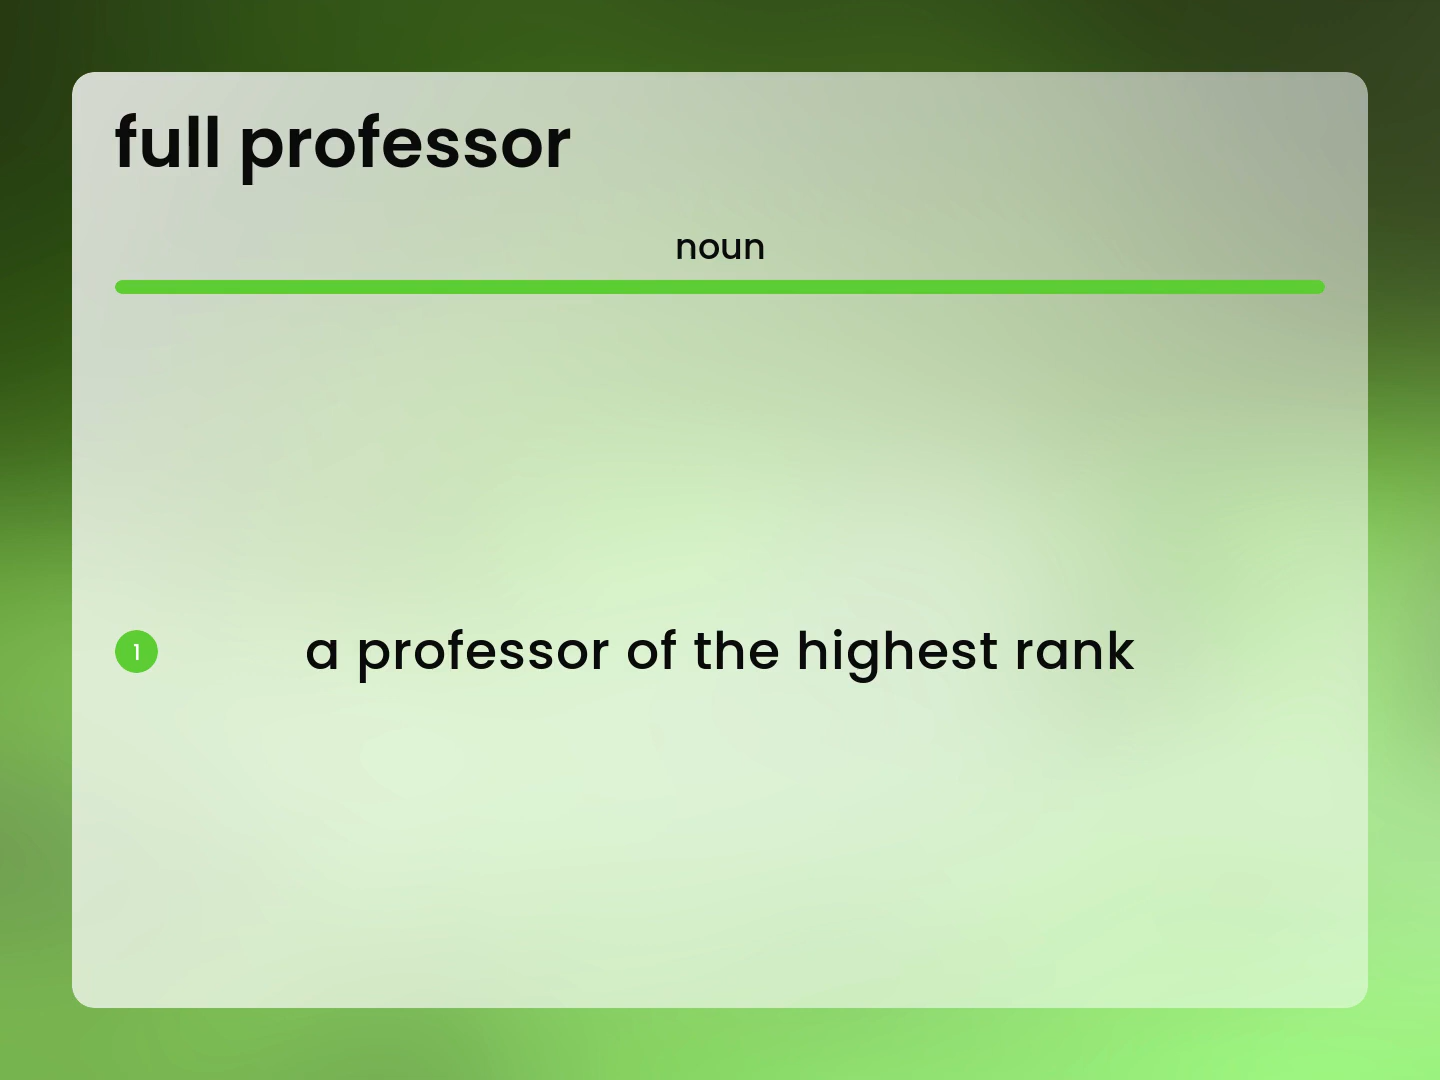 full professor
noun
1 a professor of the highest rank